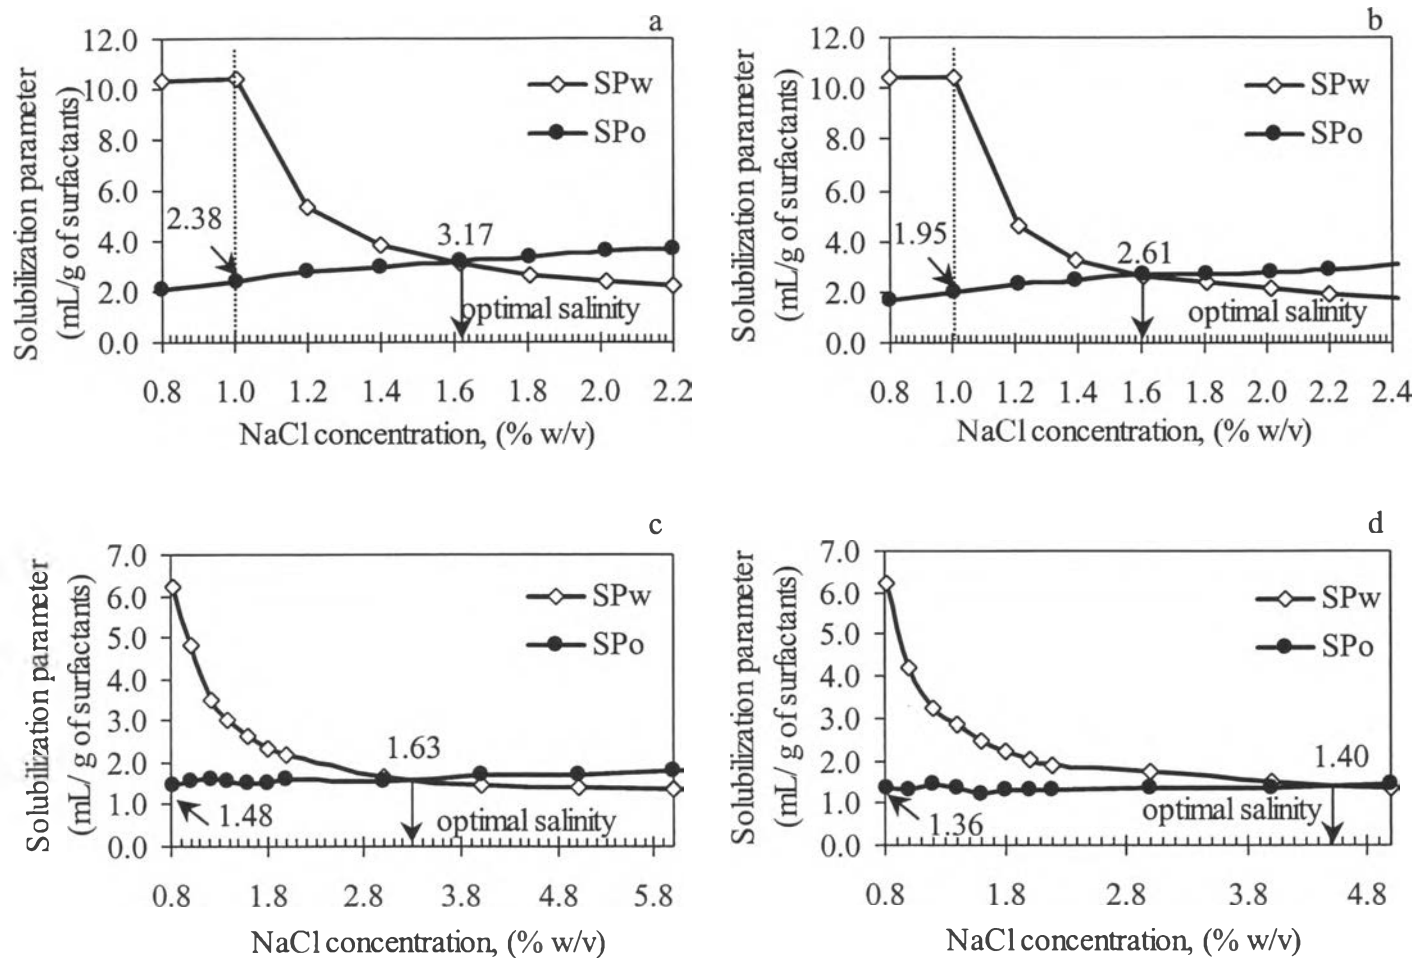 a
Solubilization parameter
(mL/g of surfactants)
12.0
10.0
8.0
6.0
4.0
2.0
0.0
SPw
SPo
2.38
3.17
optimal salinity
0.8 1.0 1.2 1.4 1.6 1.8 2.0 2.2
NaCl concentration, (% w/v)
b
Solubilization parameter
(mL/g of surfactants)
12.0
10.0
8.0
6.0
4.0
2.0
0.0
SPw
SPo
1.95
2.61
optimal salinity
0.8 1.0 1.2 1.4 1.6 1.8 2.0 2.2 2.4
NaCl concentration, (% w/v)
c
Solubilization parameter
(mL/ g of surfactants)
7.0
6.0
5.0
4.0
3.0
2.0
1.0
0.0
SPw
SPo
1.63
1.48
optimal salinity
0.8 1.8 2.8 3.8 4.8 5.8
NaCl concentration, (% w/v)
d
Solubilization parameter
(mL/ g of surfactants)
7.0
6.0
5.0
4.0
3.0
2.0
1.0
0.0
SPw
SPo
1.40
1.36
optimal salinity
0.8 1.8 2.8 3.8 4.8
NaCl concentration, (% w/v)